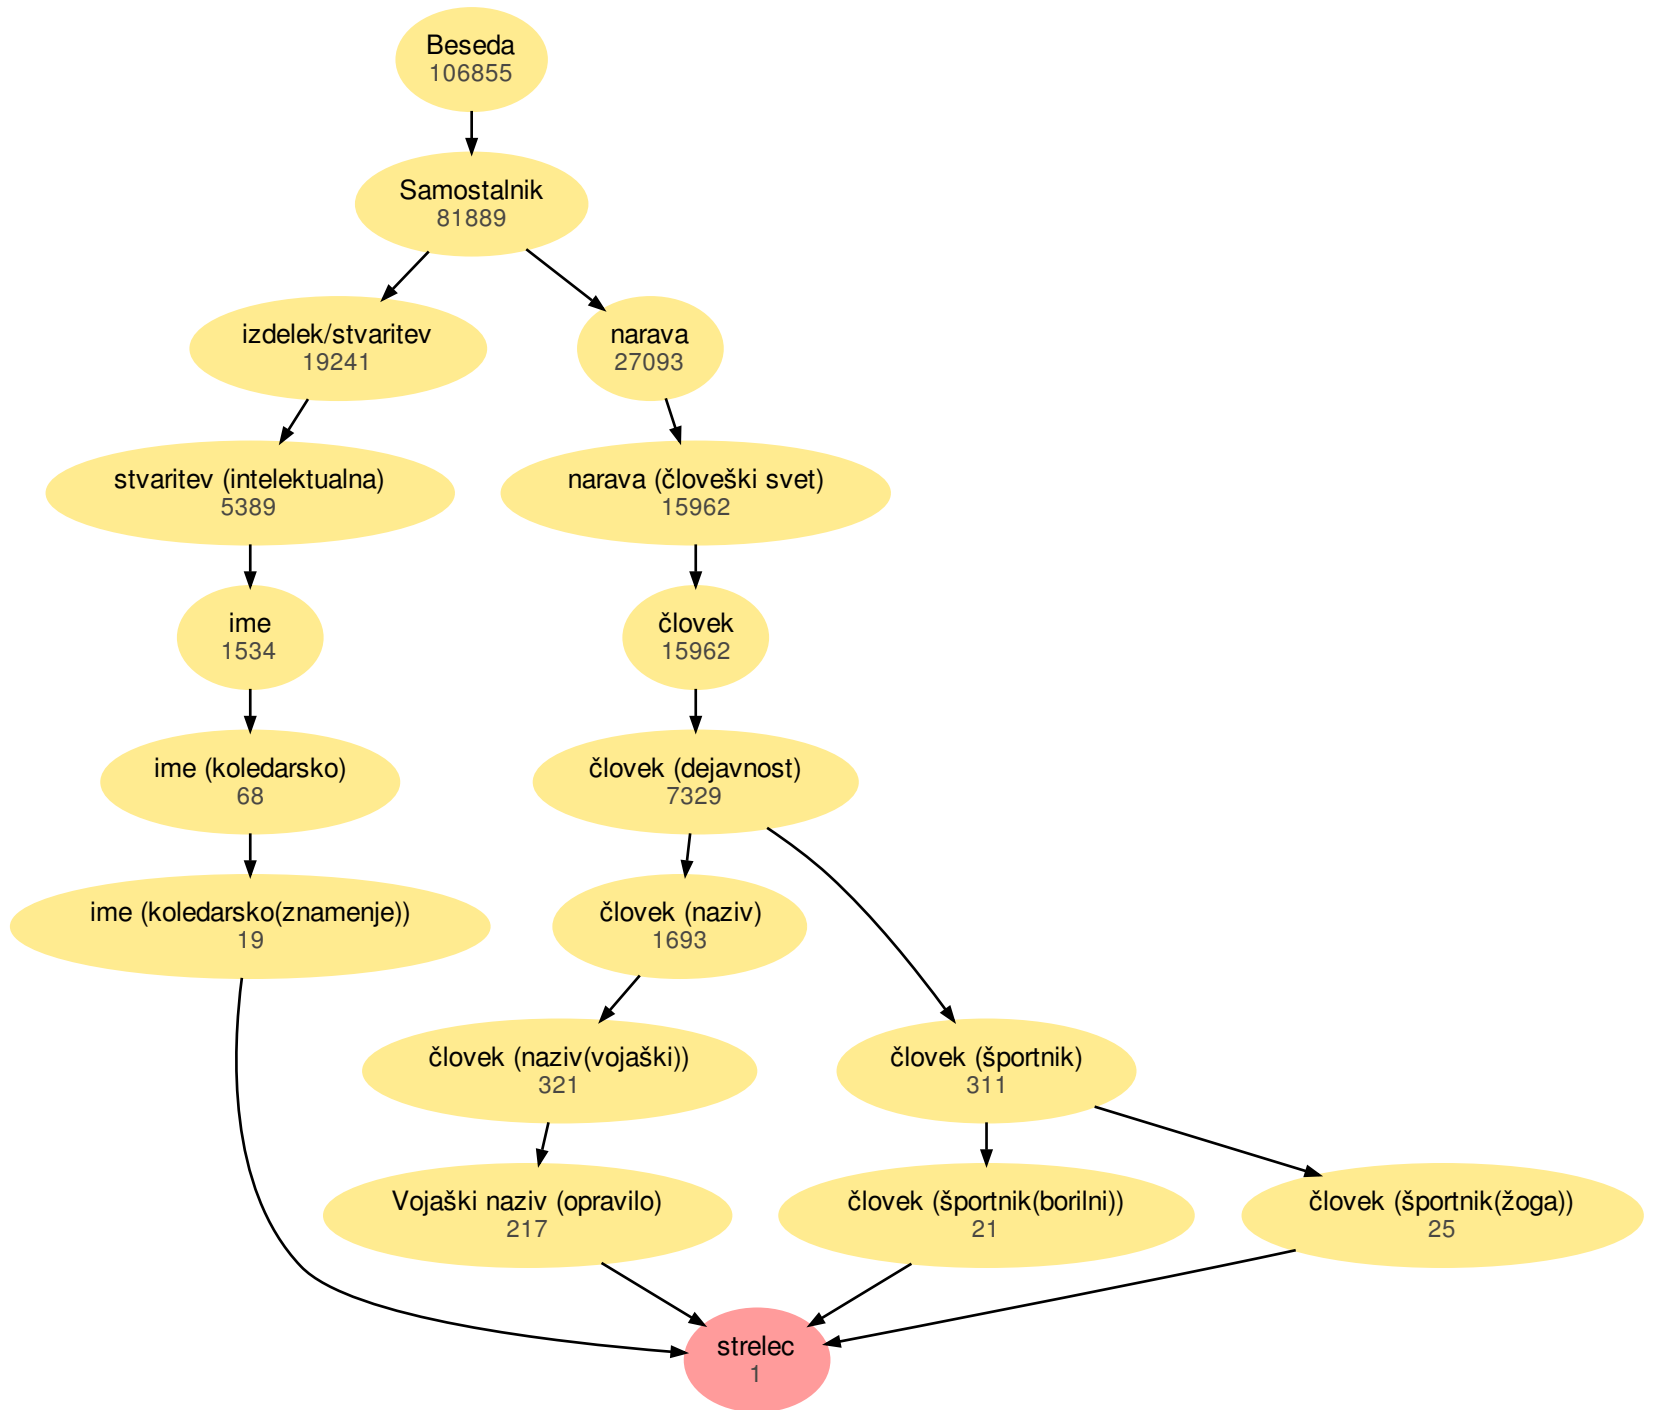 Beseda
106855
Samostalnik
81889
izdelek/stvaritev
19241
narava
27093
stvaritev (intelektualna)
5389
narava (človeški svet)
15962
ime
1534
človek
15962
ime (koledarsko)
68
človek (dejavnost)
7329
ime (koledarsko(znamenje))
19
človek (naziv)
1693
človek (naziv(vojaški))
321
človek (športnik)
311
Vojaški naziv (opravilo)
217
človek (športnik(borilni))
21
človek (športnik(žoga))
25
strelec
1